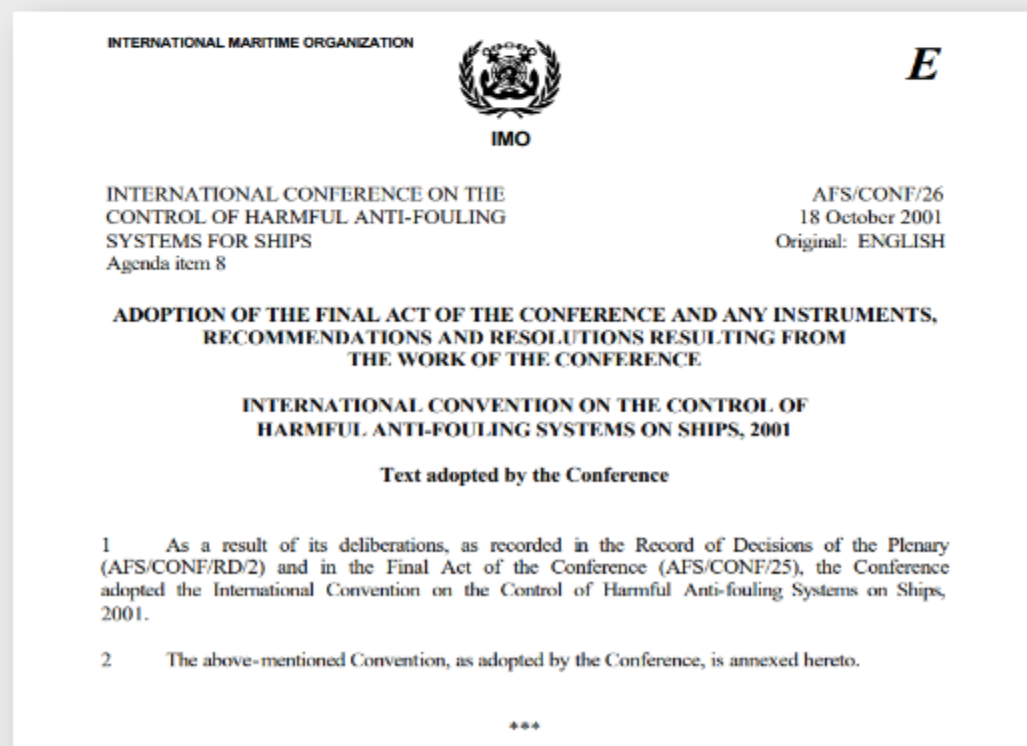 INTERNATIONAL MARITIME ORGANIZATION
E
IMO
INTERNATIONAL CONFERENCE ON THE
CONTROL OF HARMFUL ANTI-FOULING
SYSTEMS FOR SHIPS
Agenda item 8
AFS/CONF/26
18 October 2001
Original: ENGLISH
ADOPTION OF THE FINAL ACT OF THE CONFERENCE AND ANY INSTRUMENTS,
RECOMMENDATIONS AND RESOLUTIONS RESULTING FROM
THE WORK OF THE CONFERENCE
INTERNATIONAL CONVENTION ON THE CONTROL OF
HARMFUL ANTI-FOULING SYSTEMS ON SHIPS, 2001
Text adopted by the Conference
1 As a result of its deliberations, as recorded in the Record of Decisions of the Plenary
(AFS/CONF/RD/2) and in the Final Act of the Conference (AFS/CONF/25), the Conference
adopted the International Convention on the Control of Harmful Anti-fouling Systems on Ships,
2001.
2 The above-mentioned Convention, as adopted by the Conference, is annexed hereto.
***